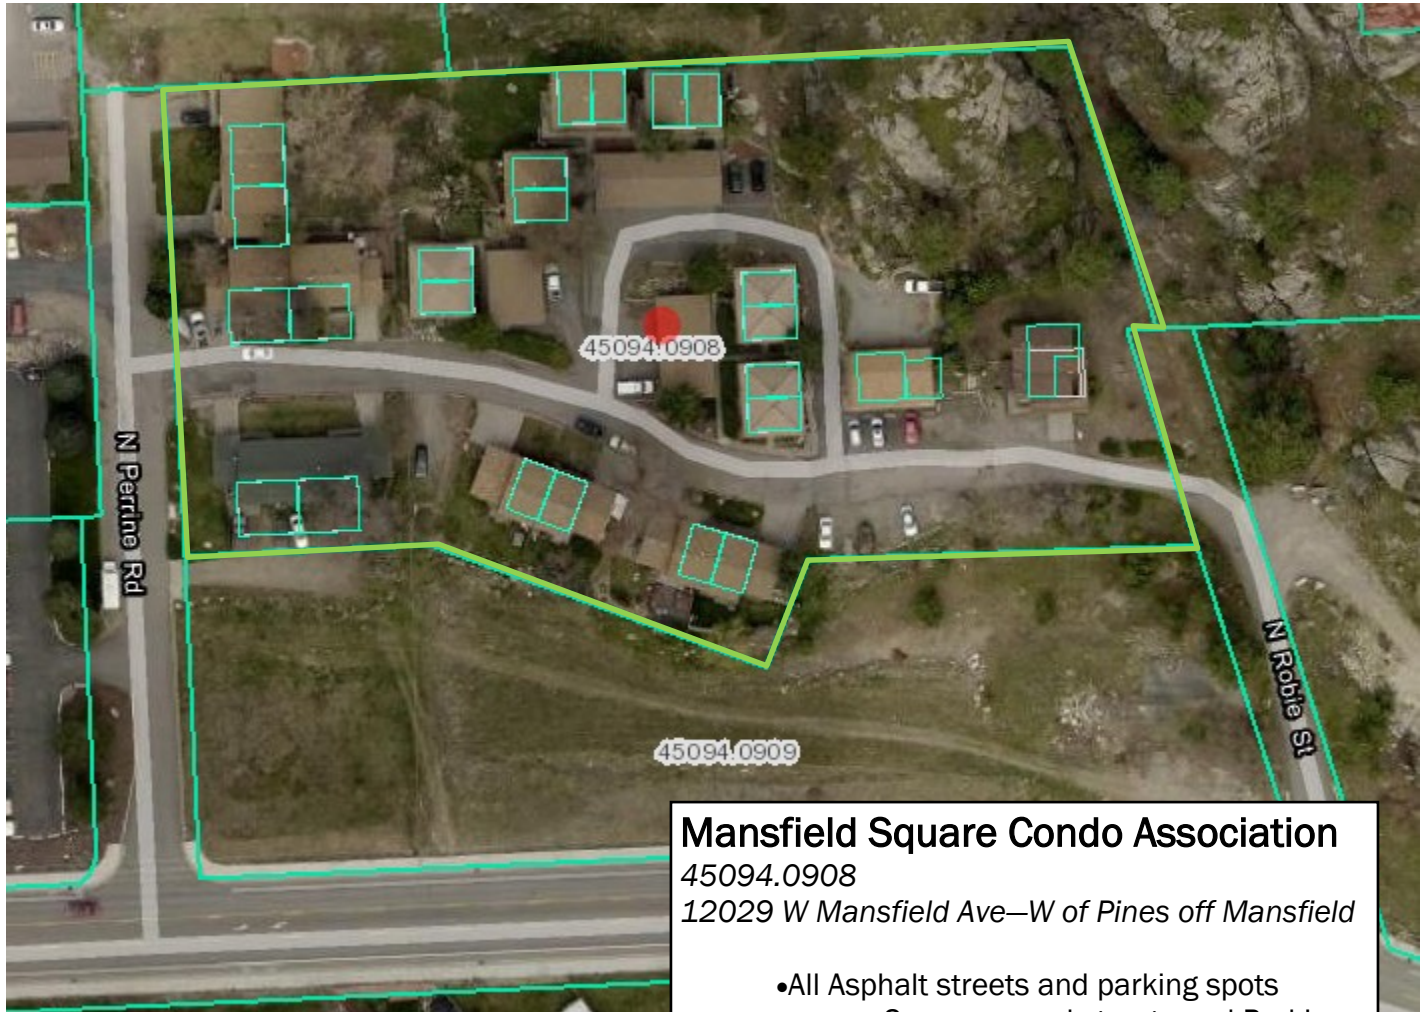 45094.0908
N Perrine Rd
N Robie St
45094.0909
Mansfield Square Condo Association
45094.0908
12029 W Mansfield Ave—W of Pines off Mansfield
•All Asphalt streets and parking spots